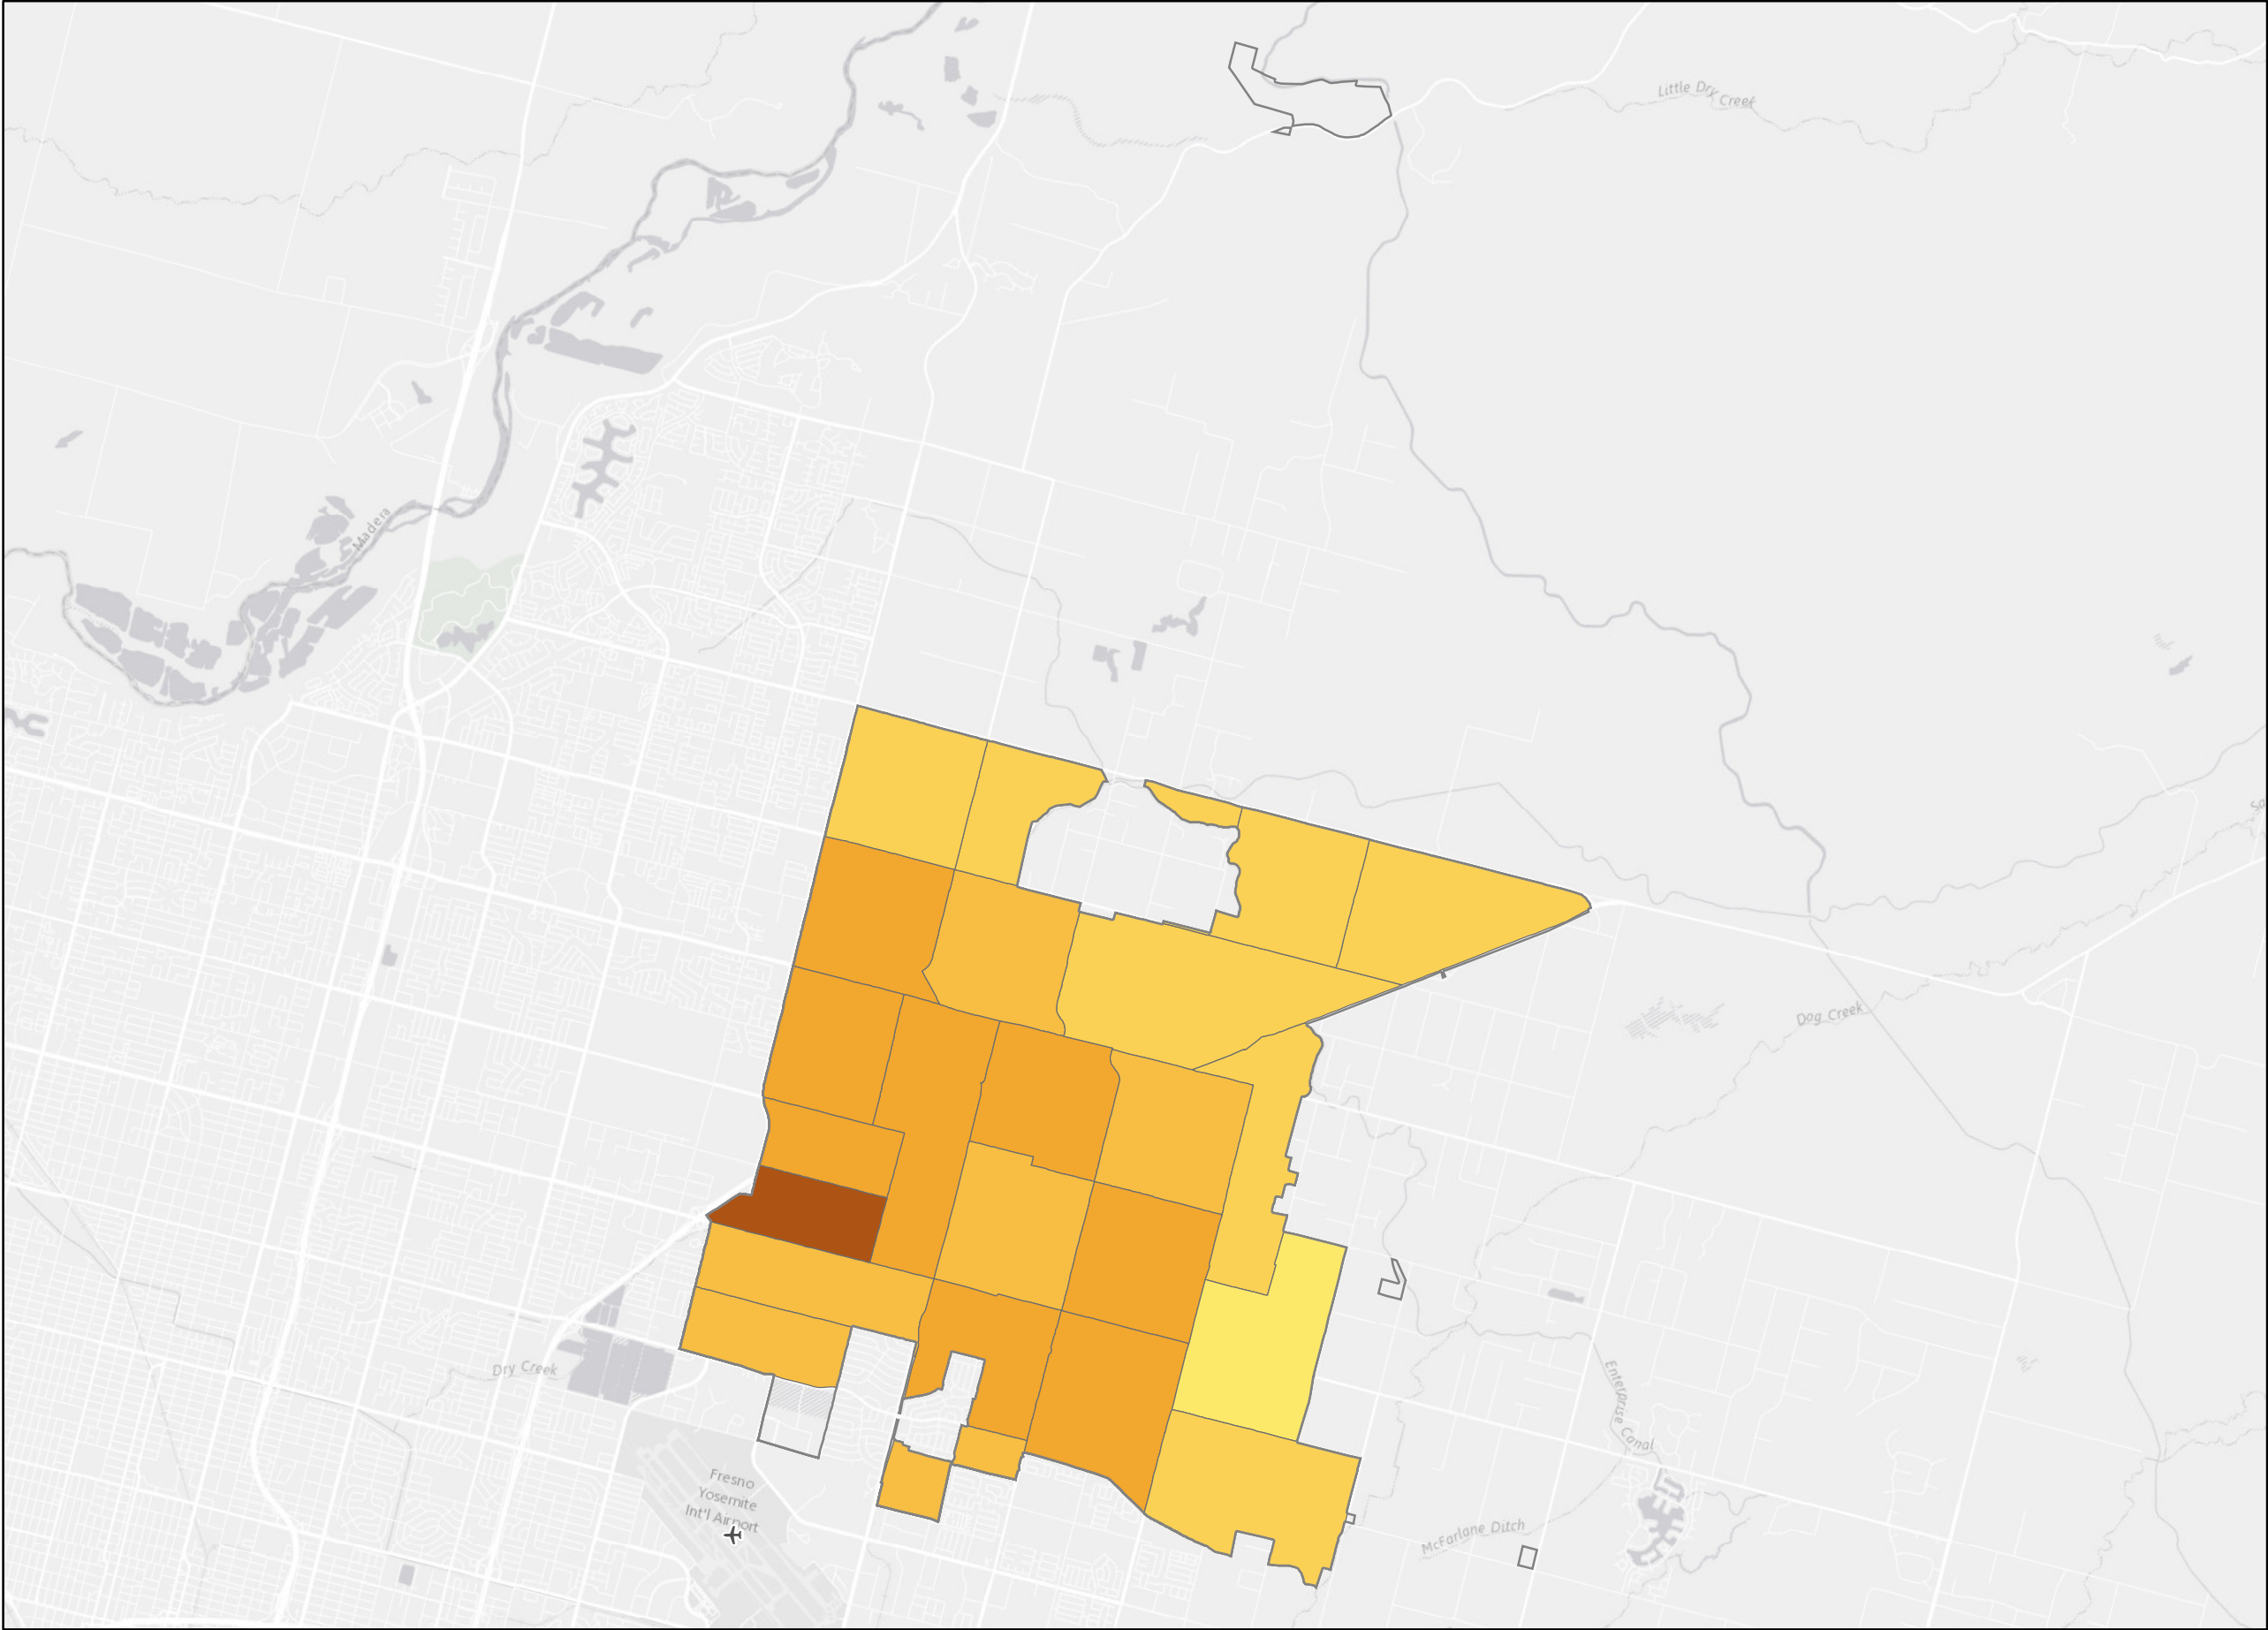 Little Dry Creek
Madera
Dog Creek
Dry Creek
Enterprise
Canal
Fresno
Yosemite
Int'l Airport
McFarlane Ditch